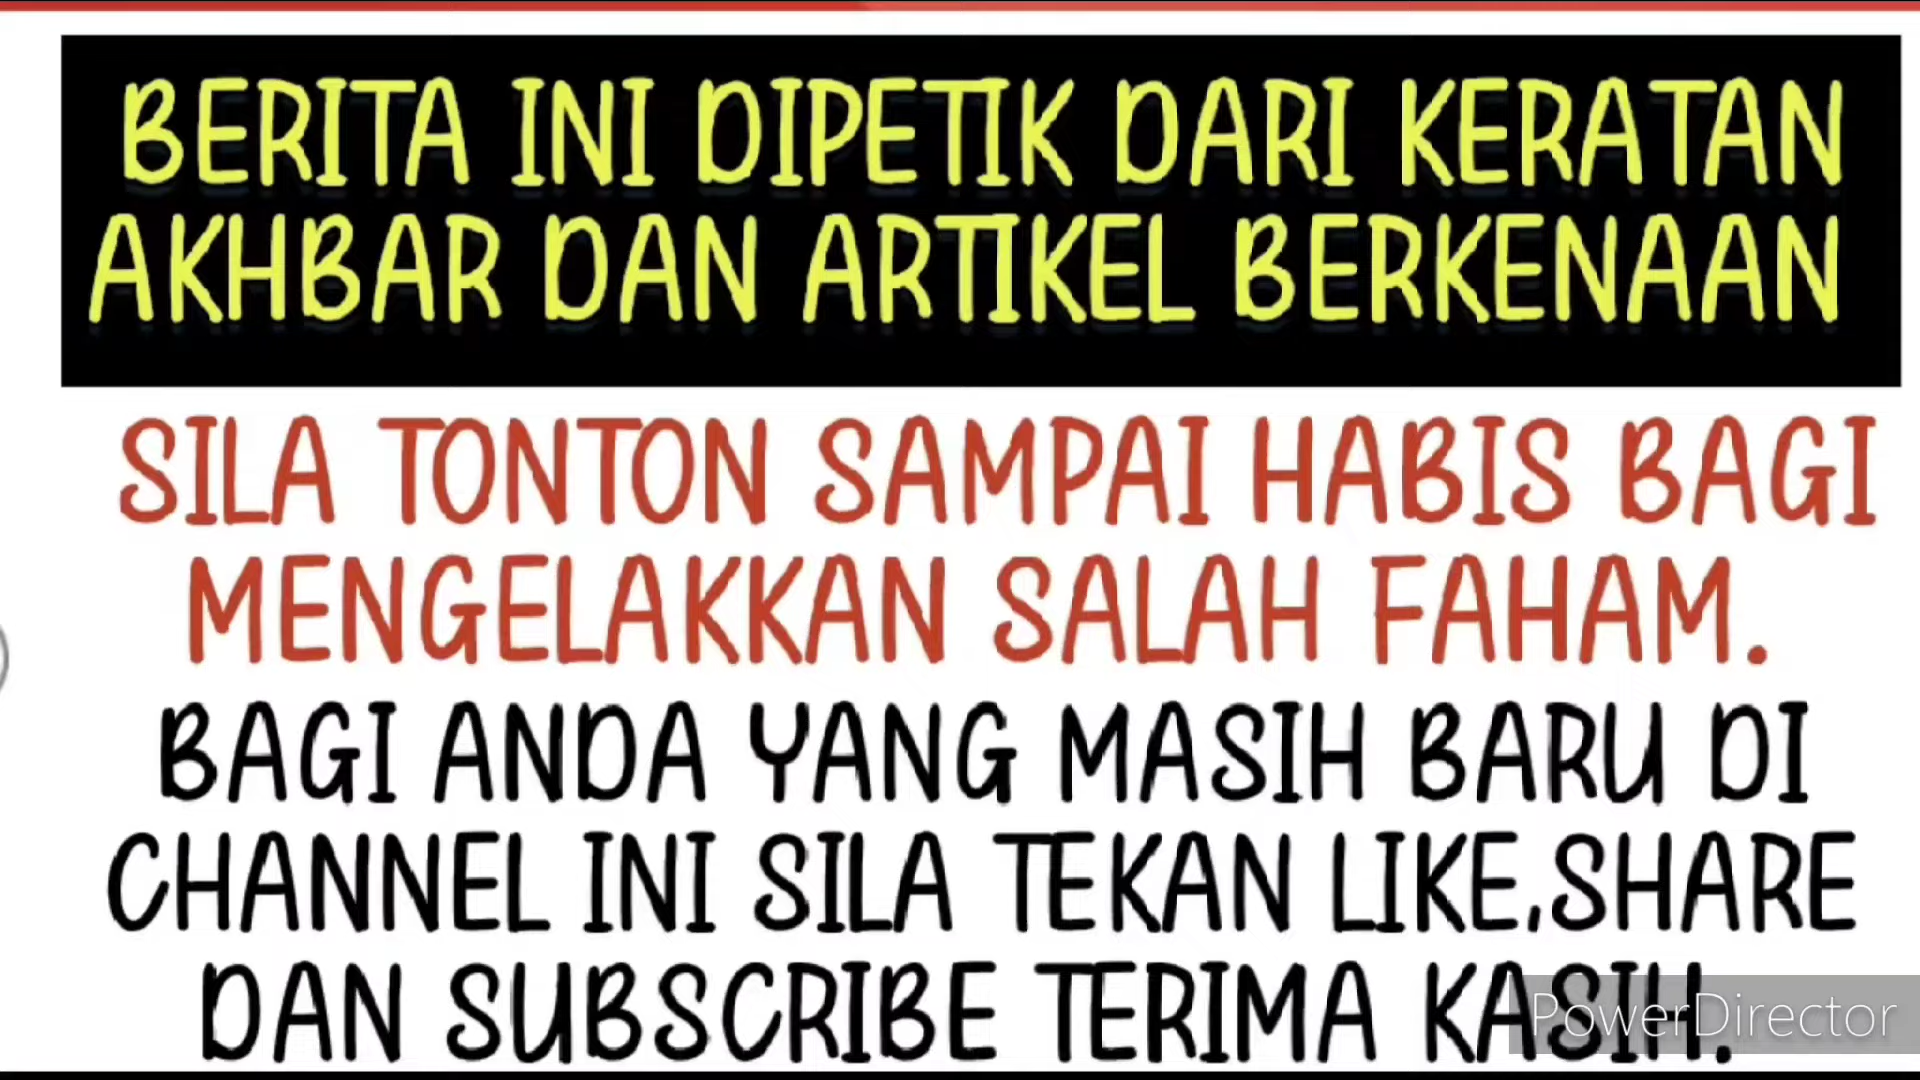 BERITA INI DIPETIK DARI KERATAN
AKHBAR DAN ARTIKEL BERKENAAN
SILA TONTON SAMPAI HABIS BAGI
MENGELAKKAN SALAH FAHAM.
BAGI ANDA YANG MASIH BARU DI
CHANNEL INI SILA TEKAN LIKE,SHARE
DAN SUBSCRIBE TERIMA KASIH.
PowerDirector